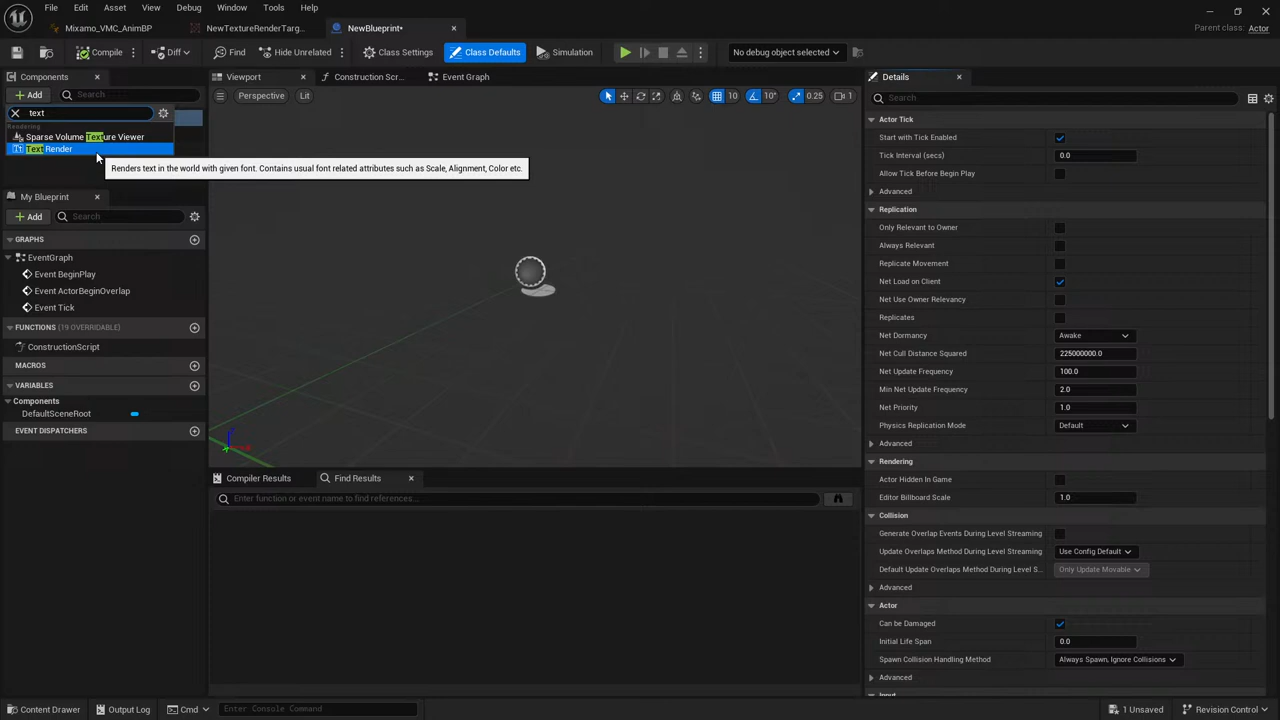 File Edit Asset View Debug Window Tools Help
Mixamo_VMC_AnimBP NewTextureRenderTarg... NewBlueprint*
Parent class: Actor
Compile Diff Find Hide Unrelated Class Settings Class Defaults Simulation No debug object selected
Components
Add Search
text
Rendering
Sparse Volume Texture Viewer
Text Render
Renders text in the world with given font. Contains usual font related attributes such as Scale, Alignment, Color etc.
My Blueprint
Add Search
GRAPHS
EventGraph
Event BeginPlay
Event ActorBeginOverlap
Event Tick
FUNCTIONS (19 OVERRIDABLE)
ConstructionScript
MACROS
VARIABLES
Components
DefaultSceneRoot
EVENT DISPATCHERS
Viewport Construction Scr... Event Graph
Perspective Lit 10 10° 0.25 1
Compiler Results Find Results
Enter function or event name to find references...
Details
Search
Actor Tick
Start with Tick Enabled
Tick Interval (secs) 0.0
Allow Tick Before Begin Play
Advanced
Replication
Only Relevant to Owner
Always Relevant
Replicate Movement
Net Load on Client
Net Use Owner Relevancy
Replicates
Net Dormancy Awake
Net Cull Distance Squared 225000000.0
Net Update Frequency 100.0
Min Net Update Frequency 2.0
Net Priority 1.0
Physics Replication Mode Default
Advanced
Rendering
Actor Hidden In Game
Editor Billboard Scale 1.0
Collision
Generate Overlap Events During Level Streaming
Update Overlaps Method During Level Streaming Use Config Default
Default Update Overlaps Method During Level S... Only Update Movable
Advanced
Actor
Can be Damaged
Initial Life Span 0.0
Spawn Collision Handling Method Always Spawn, Ignore Collisions
Advanced
Input
Content Drawer Output Log Cmd Enter Console Command 1 Unsaved Revision Control